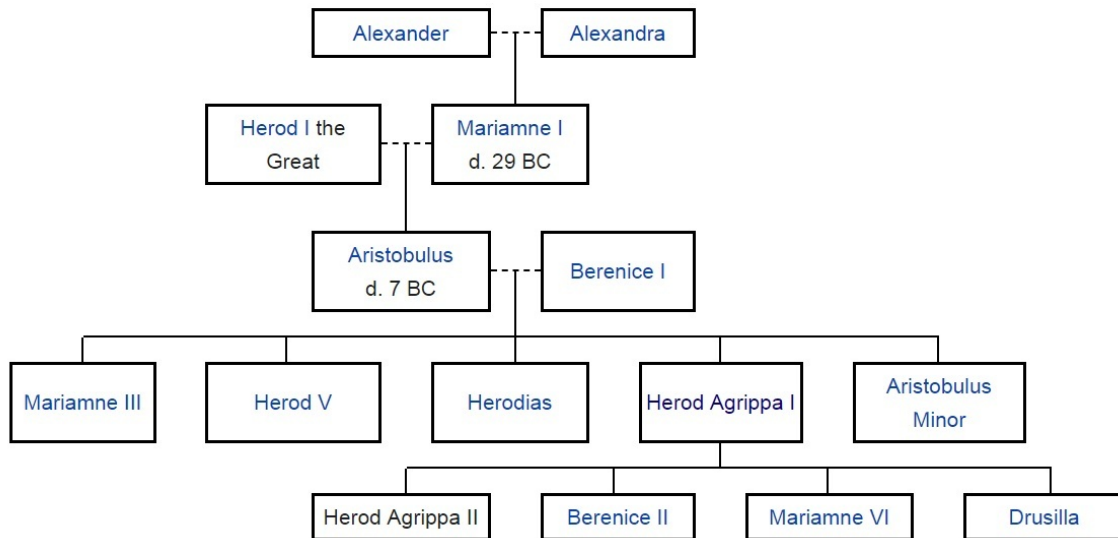 Alexander
Alexandra
Herod I the
Great
Mariamne I
d. 29 BC
Aristobulus
d. 7 BC
Berenice I
Mariamne III
Herod V
Herodias
Herod Agrippa I
Aristobulus
Minor
Herod Agrippa II
Berenice II
Mariamne VI
Drusilla